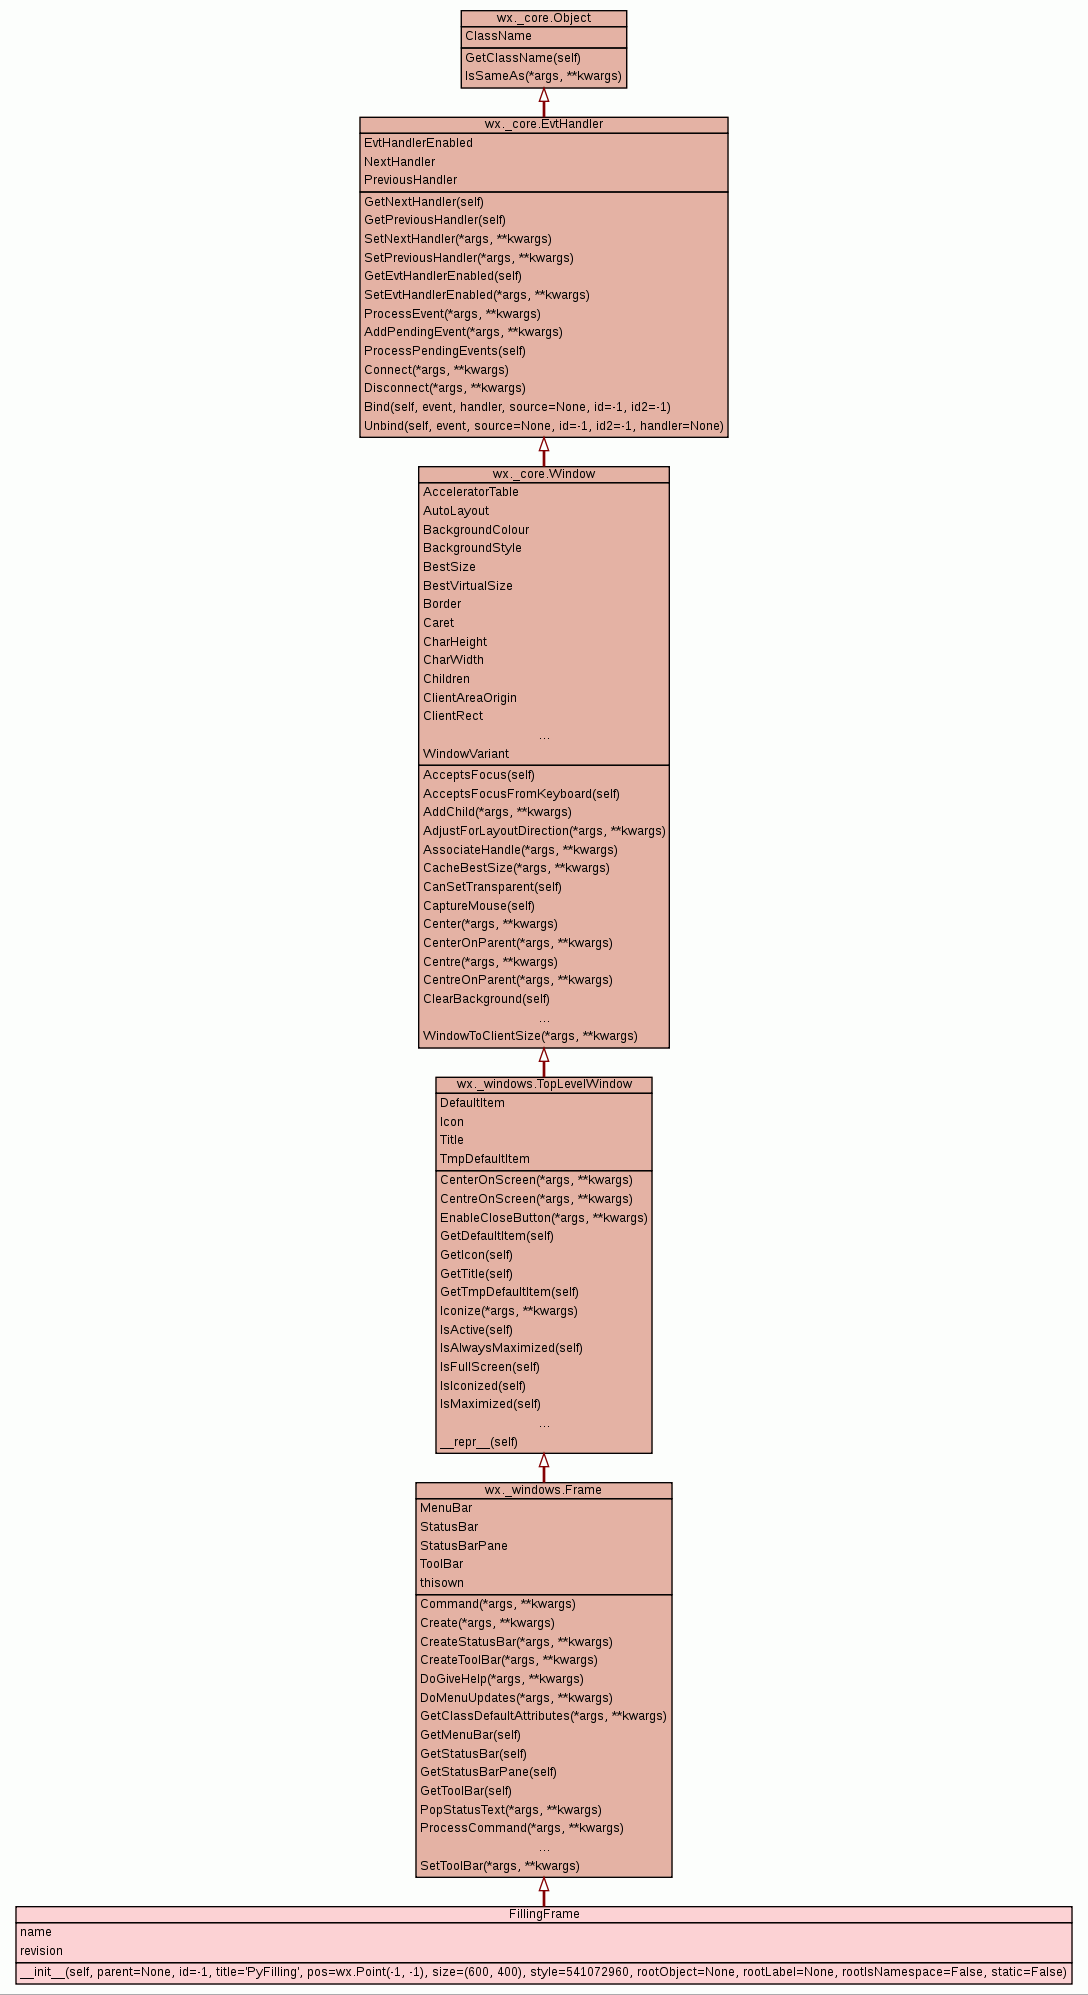 wx._core.Object
ClassName
GetClassName(self)
IsSameAs(*args, **kwargs)
wx._core.EvtHandler
EvtHandlerEnabled
NextHandler
PreviousHandler
GetNextHandler(self)
GetPreviousHandler(self)
SetNextHandler(*args, **kwargs)
SetPreviousHandler(*args, **kwargs)
GetEvtHandlerEnabled(self)
SetEvtHandlerEnabled(*args, **kwargs)
ProcessEvent(*args, **kwargs)
AddPendingEvent(*args, **kwargs)
ProcessPendingEvents(self)
Connect(*args, **kwargs)
Disconnect(*args, **kwargs)
Bind(self, event, handler, source=None, id=-1, id2=-1)
Unbind(self, event, source=None, id=-1, id2=-1, handler=None)
wx._core.Window
AcceleratorTable
AutoLayout
BackgroundColour
BackgroundStyle
BestSize
BestVirtualSize
Border
Caret
CharHeight
CharWidth
Children
ClientAreaOrigin
ClientRect
...
WindowVariant
AcceptsFocus(self)
AcceptsFocusFromKeyboard(self)
AddChild(*args, **kwargs)
AdjustForLayoutDirection(*args, **kwargs)
AssociateHandle(*args, **kwargs)
CacheBestSize(*args, **kwargs)
CanSetTransparent(self)
CaptureMouse(self)
Center(*args, **kwargs)
CenterOnParent(*args, **kwargs)
Centre(*args, **kwargs)
CentreOnParent(*args, **kwargs)
ClearBackground(self)
...
WindowToClientSize(*args, **kwargs)
wx._windows.TopLevelWindow
DefaultItem
Icon
Title
TmpDefaultItem
CenterOnScreen(*args, **kwargs)
CentreOnScreen(*args, **kwargs)
EnableCloseButton(*args, **kwargs)
GetDefaultItem(self)
GetIcon(self)
GetTitle(self)
GetTmpDefaultItem(self)
Iconize(*args, **kwargs)
IsActive(self)
IsAlwaysMaximized(self)
IsFullScreen(self)
IsIconized(self)
IsMaximized(self)
...
__repr__(self)
wx._windows.Frame
MenuBar
StatusBar
StatusBarPane
ToolBar
thisown
Command(*args, **kwargs)
Create(*args, **kwargs)
CreateStatusBar(*args, **kwargs)
CreateToolBar(*args, **kwargs)
DoGiveHelp(*args, **kwargs)
DoMenuUpdates(*args, **kwargs)
GetClassDefaultAttributes(*args, **kwargs)
GetMenuBar(self)
GetStatusBar(self)
GetStatusBarPane(self)
GetToolBar(self)
PopStatusText(*args, **kwargs)
ProcessCommand(*args, **kwargs)
...
SetToolBar(*args, **kwargs)
FillingFrame
name
revision
__init__(self, parent=None, id=-1, title='PyFilling', pos=wx.Point(-1, -1), size=(600, 400), style=541072960, rootObject=None, rootLabel=None, rootIsNamespace=False, static=False)